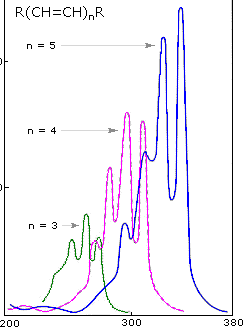 R(CH=CH)nR
n = 5
n = 4
n = 3
200 300 380